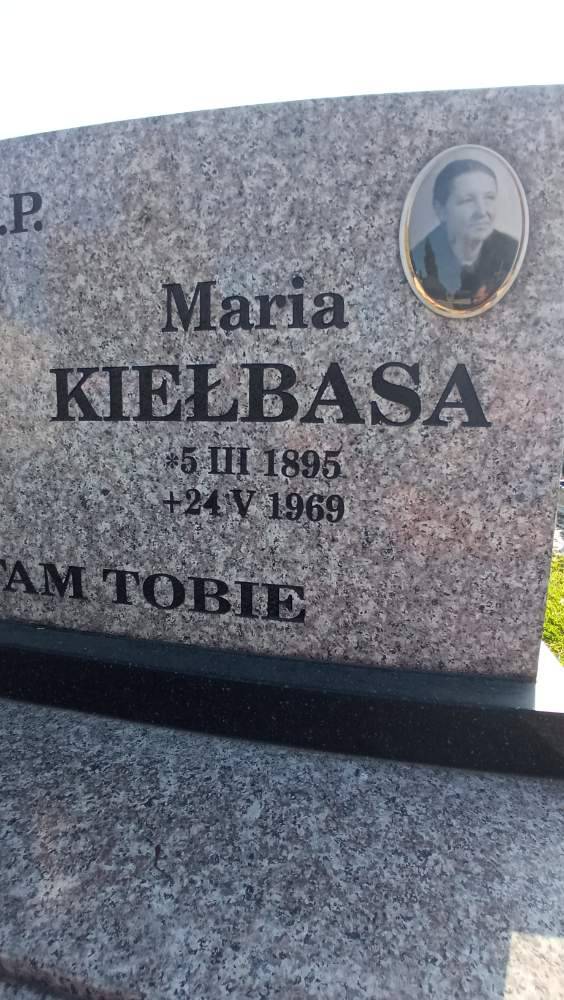 .P.
Maria
KIEŁBASA
*5 III 1895
+24 V 1969
TAM TOBIE